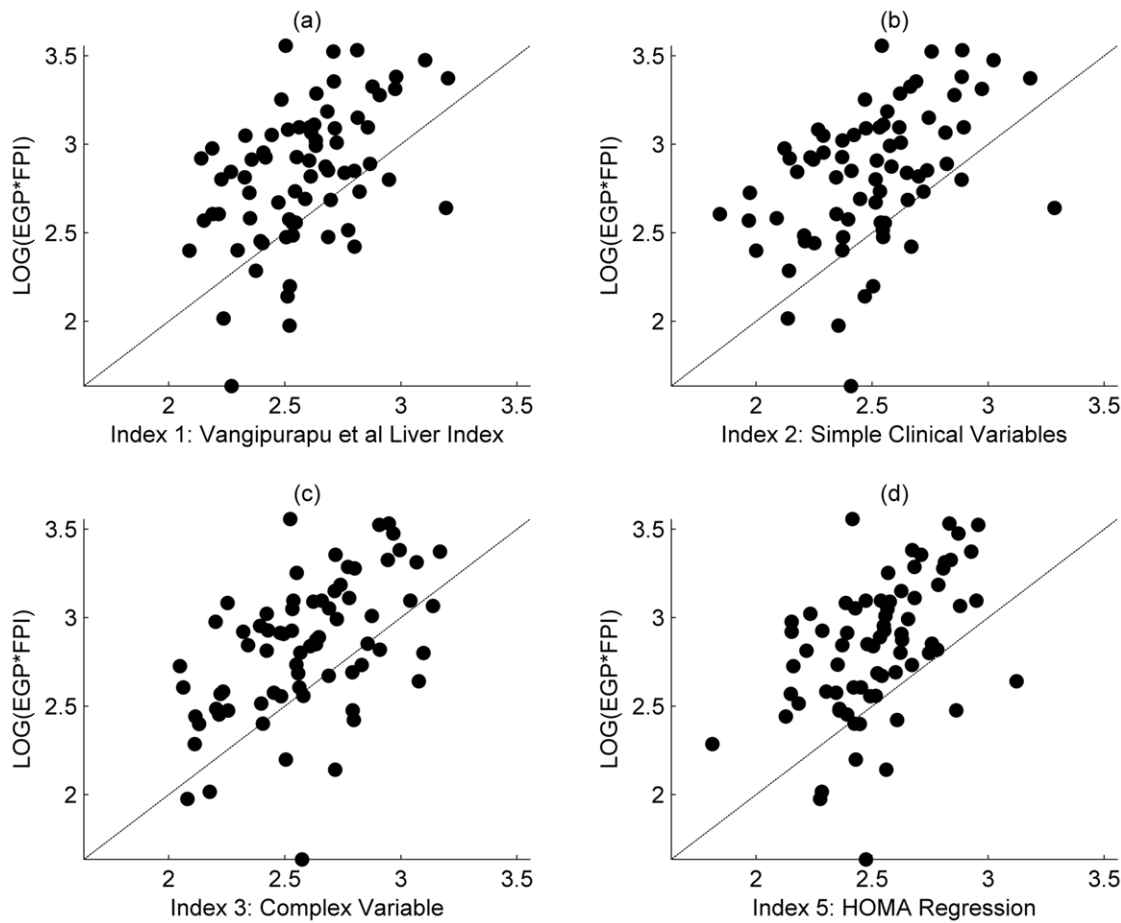 (a)
LOG(EGP*FPI)
3.5
3
2.5
2
2 2.5 3 3.5
Index 1: Vangipurapu et al Liver Index
(b)
LOG(EGP*FPI)
3.5
3
2.5
2
2 2.5 3 3.5
Index 2: Simple Clinical Variables
(c)
LOG(EGP*FPI)
3.5
3
2.5
2
2 2.5 3 3.5
Index 3: Complex Variable
(d)
LOG(EGP*FPI)
3.5
3
2.5
2
2 2.5 3 3.5
Index 5: HOMA Regression